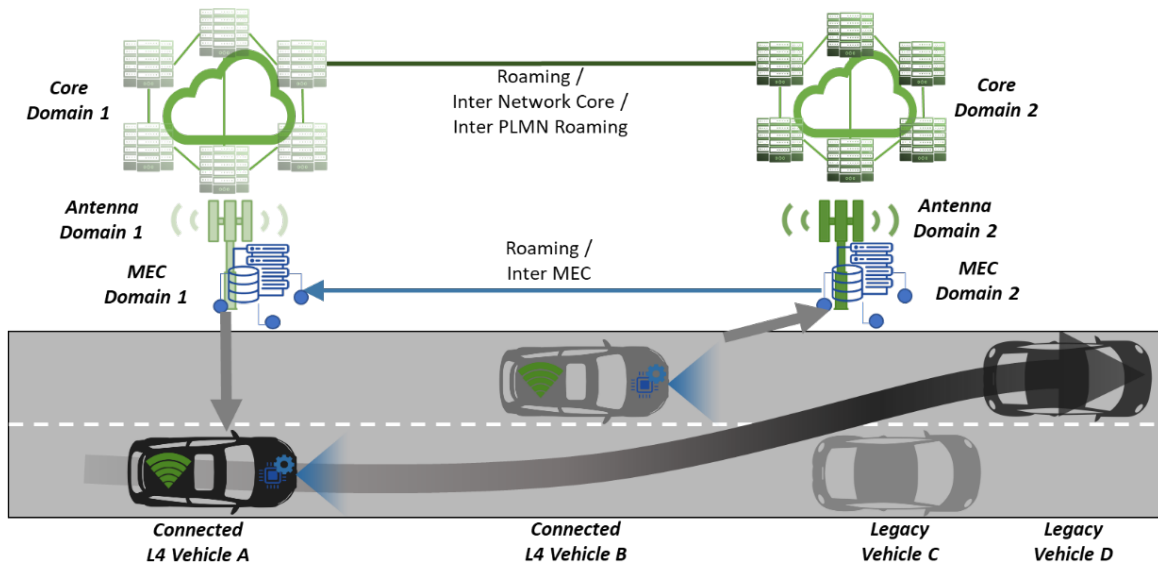 Core
Domain 1
Roaming /
Inter Network Core /
Inter PLMN Roaming
Core
Domain 2
Antenna
Domain 1
Antenna
Domain 2
MEC
Domain 1
Roaming /
Inter MEC
MEC
Domain 2
Connected
L4 Vehicle A
Connected
L4 Vehicle B
Legacy
Vehicle C
Legacy
Vehicle D